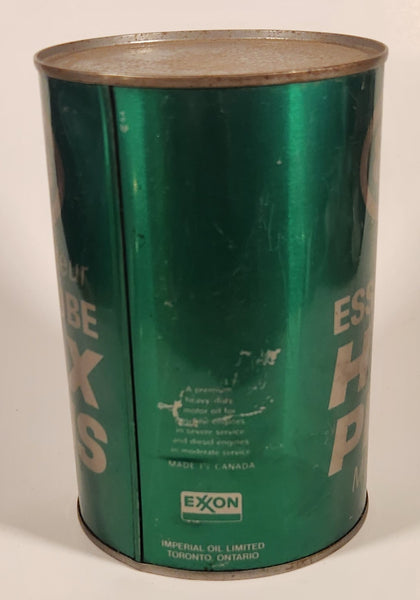 eur
BE
X
S
ESS
H
P
A premium
heavy duty
motor oil for
engines
in severe service
and diesel engines
in moderate service
MADE IN CANADA
EXXON
IMPERIAL OIL LIMITED
TORONTO, ONTARIO